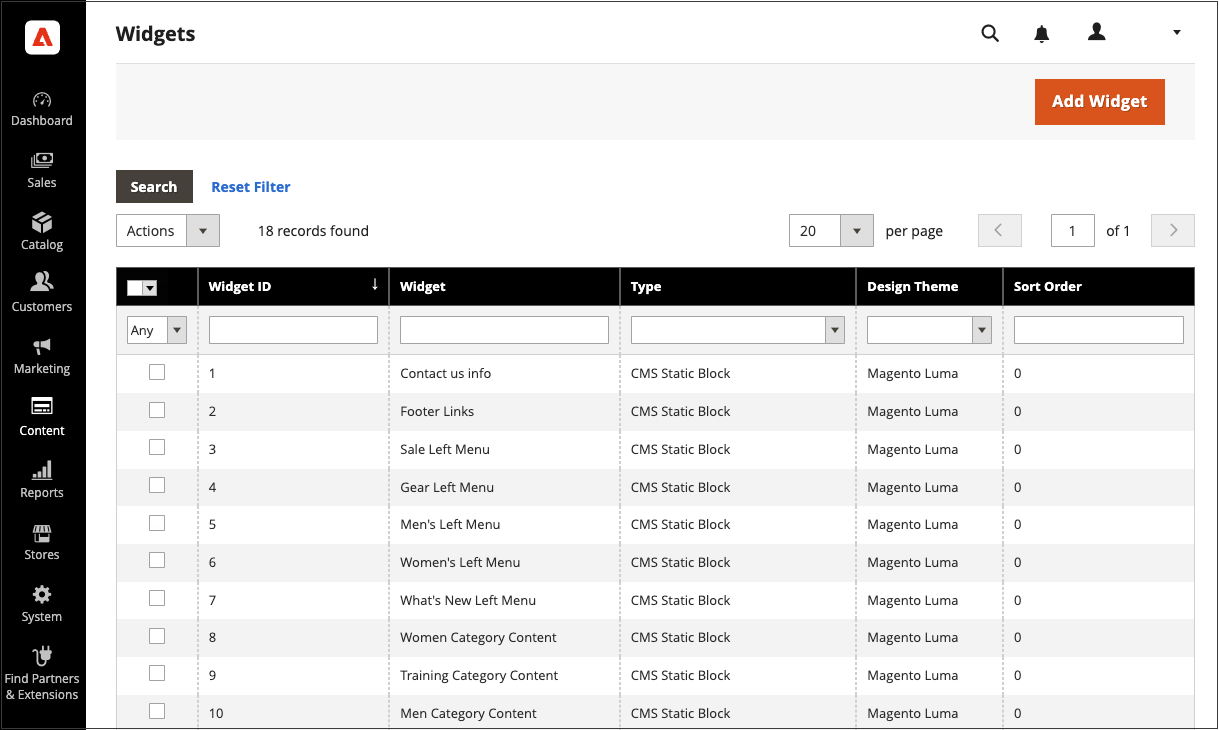 Widgets
Add Widget
Dashboard
Sales
Catalog
Customers
Marketing
Content
Reports
Stores
System
Find Partners
& Extensions
Search Reset Filter
Actions 18 records found 20 per page 1 of 1
Widget ID Widget Type Design Theme Sort Order
Any
1 Contact us info CMS Static Block Magento Luma 0
2 Footer Links CMS Static Block Magento Luma 0
3 Sale Left Menu CMS Static Block Magento Luma 0
4 Gear Left Menu CMS Static Block Magento Luma 0
5 Men's Left Menu CMS Static Block Magento Luma 0
6 Women's Left Menu CMS Static Block Magento Luma 0
7 What's New Left Menu CMS Static Block Magento Luma 0
8 Women Category Content CMS Static Block Magento Luma 0
9 Training Category Content CMS Static Block Magento Luma 0
10 Men Category Content CMS Static Block Magento Luma 0